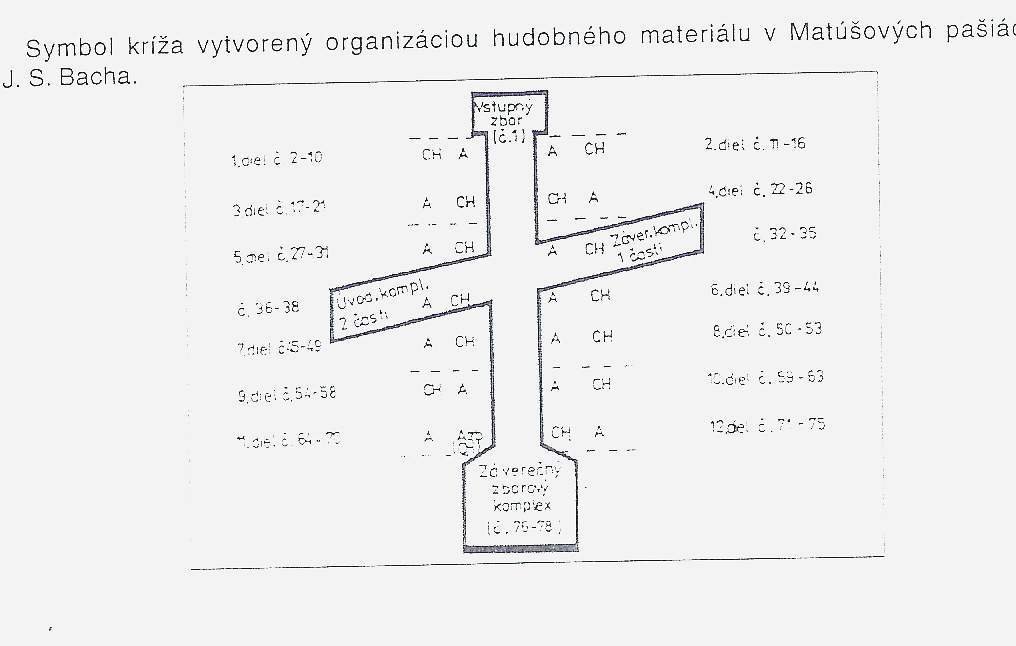 Symbol kríža vytvorený organizáciou hudobného materiálu v Matúšových pašiác
J. S. Bacha.
Vstupný
zbor
(č.1)
1.diel č. 2-10
CH A
A CH
2.diel č. 11-16
3.diel č.17-21
A CH
CH A
4.diel č. 22-26
5.diel č.27-31
A CH
A CH
Záver.kompl.
1 časti
č. 32-35
č. 36-38
Úvod.kompl.
2 časti
A CH
A CH
6.diel č. 39-44
7.diel č. 45-49
A CH
A CH
8.diel č. 50-53
9.diel č.54-58
CH A
A CH
10.diel č. 59-63
11.diel č. 64-70
A
CH A
12.diel č. 71-75
Záverečný
zborový
komplex
(č. 76-78)